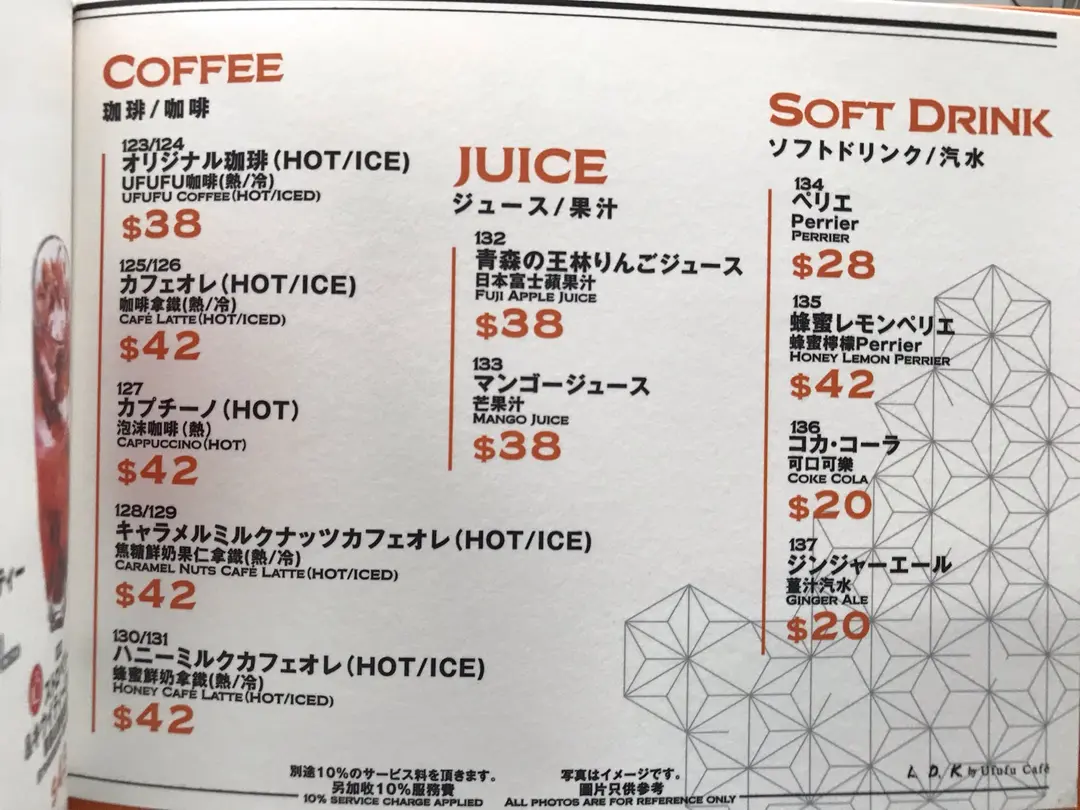 COFFEE
珈琲/咖啡
123/124
オリジナル珈琲(HOT/ICE)
UFUFU咖啡(熱/冷)
UFUFU COFFEE(HOT/ICED)
$38
125/126
カフェオレ(HOT/ICE)
咖啡拿鐵(熱/冷)
CAFÉ LATTE(HOT/ICED)
$42
127
カプチーノ(HOT)
泡沫咖啡(熱)
CAPPUCCINO(HOT)
$42
128/129
キャラメルミルクナッツカフェオレ(HOT/ICE)
焦糖鮮奶果仁拿鐵(熱/冷)
CARAMEL NUTS CAFÉ LATTE(HOT/ICED)
$42
130/131
ハニーミルクカフェオレ(HOT/ICE)
蜂蜜鮮奶拿鐵(熱/冷)
HONEY CAFÉ LATTE(HOT/ICED)
$42
JUICE
ジュース/果汁
132
青森の王林りんごジュース
日本富士蘋果汁
FUJI APPLE JUICE
$38
133
マンゴージュース
芒果汁
MANGO JUICE
$38
SOFT DRINK
ソフトドリンク/汽水
134
ペリエ
Perrier
PERRIER
$28
135
蜂蜜レモンペリエ
蜂蜜檸檬Perrier
HONEY LEMON PERRIER
$42
136
コカ・コーラ
可口可樂
COKE COLA
$20
137
ジンジャーエール
薑汁汽水
GINGER ALE
$20
別途10%のサービス料を頂きます。
另加收10%服務費
10% SERVICE CHARGE APPLIED
写真はイメージです。
圖片只供參考
ALL PHOTOS ARE FOR REFERENCE ONLY
L.D.K by Ufufu Café